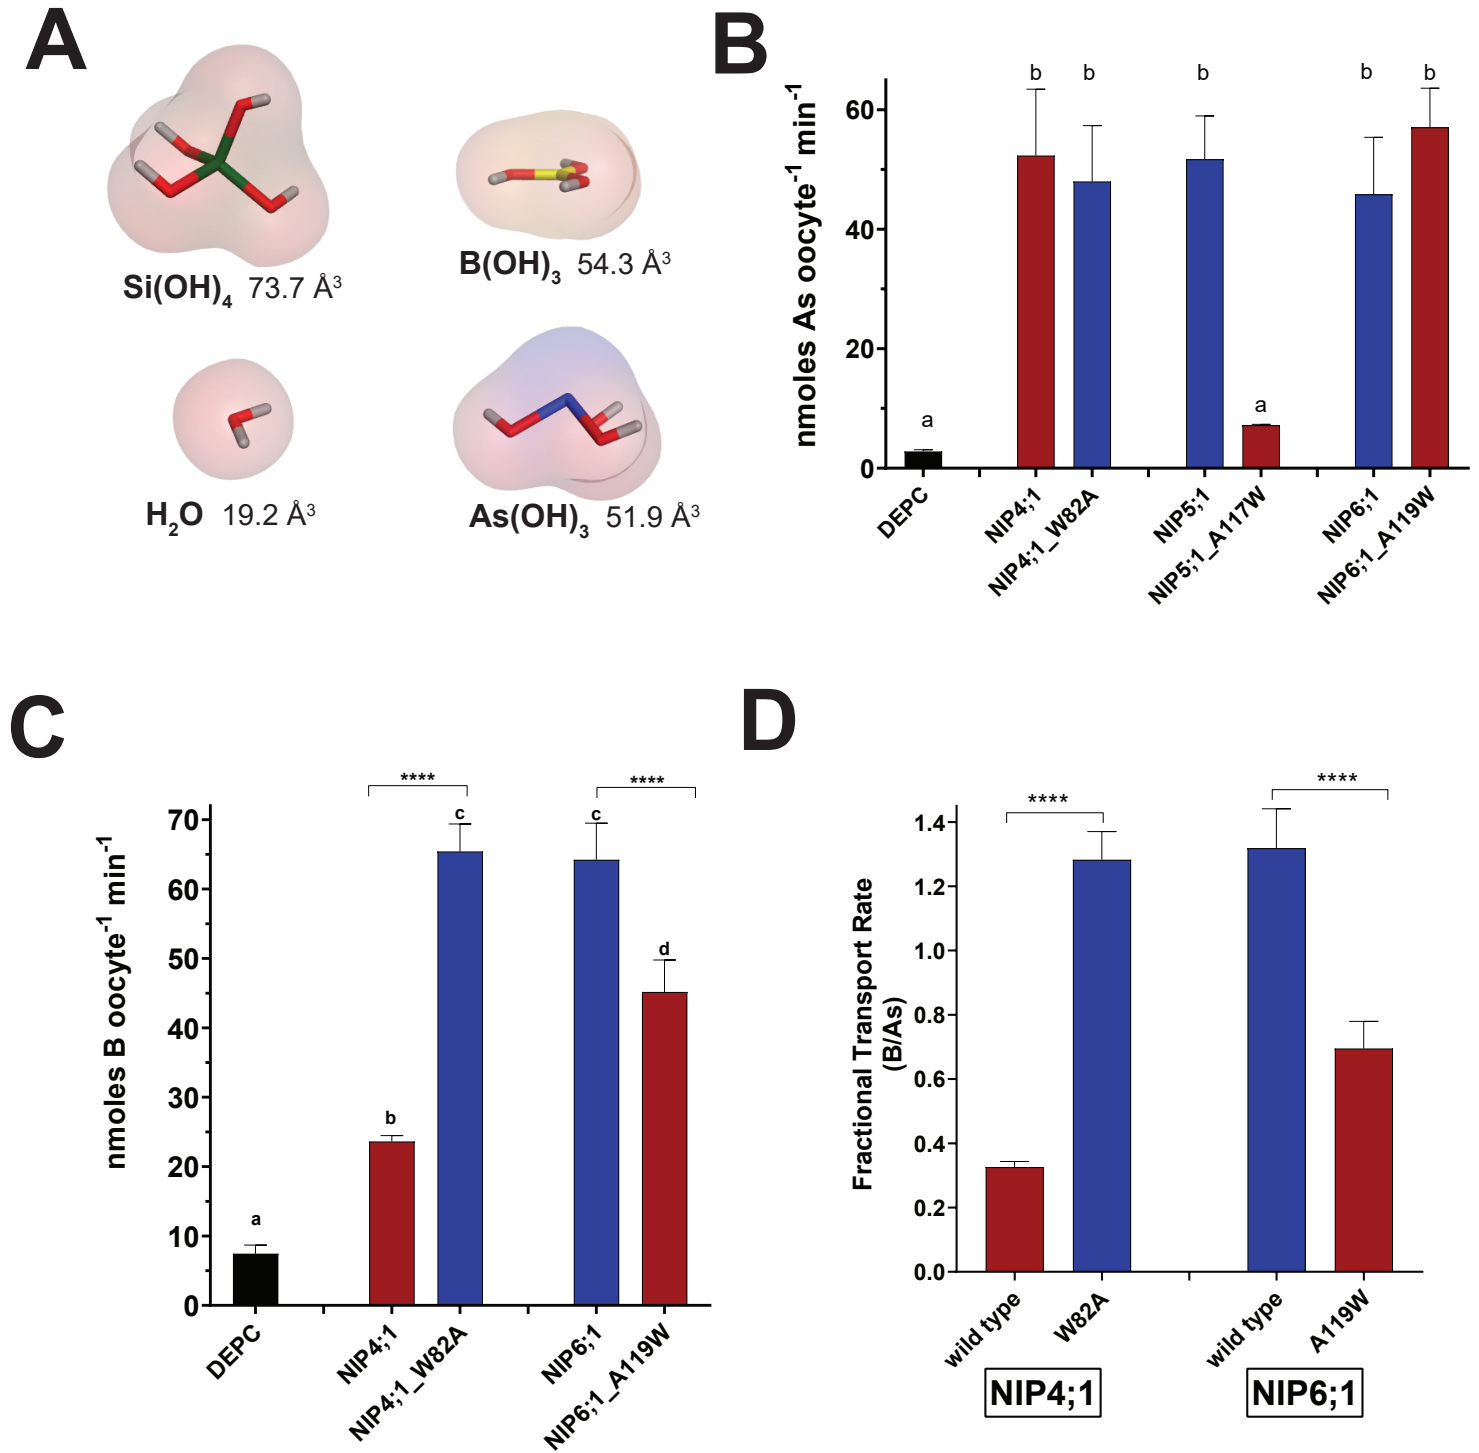 A
Si(OH)₄ 73.7 Å³
B(OH)₃ 54.3 Å³
H₂O 19.2 Å³
As(OH)₃ 51.9 Å³
B
nmoles As oocyte⁻¹ min⁻¹
60
40
20
0
a
b
b
b
a
b
b
DEPC
NIP4;1
NIP4;1_W82A
NIP5;1
NIP5;1_A117W
NIP6;1
NIP6;1_A119W
C
nmoles B oocyte⁻¹ min⁻¹
70
60
50
40
30
20
10
0
****
****
a
b
c
c
d
DEPC
NIP4;1
NIP4;1_W82A
NIP6;1
NIP6;1_A119W
D
Fractional Transport Rate
(B/As)
1.4
1.2
1.0
0.8
0.6
0.4
0.2
0.0
****
****
wild type
W82A
wild type
A119W
NIP4;1
NIP6;1